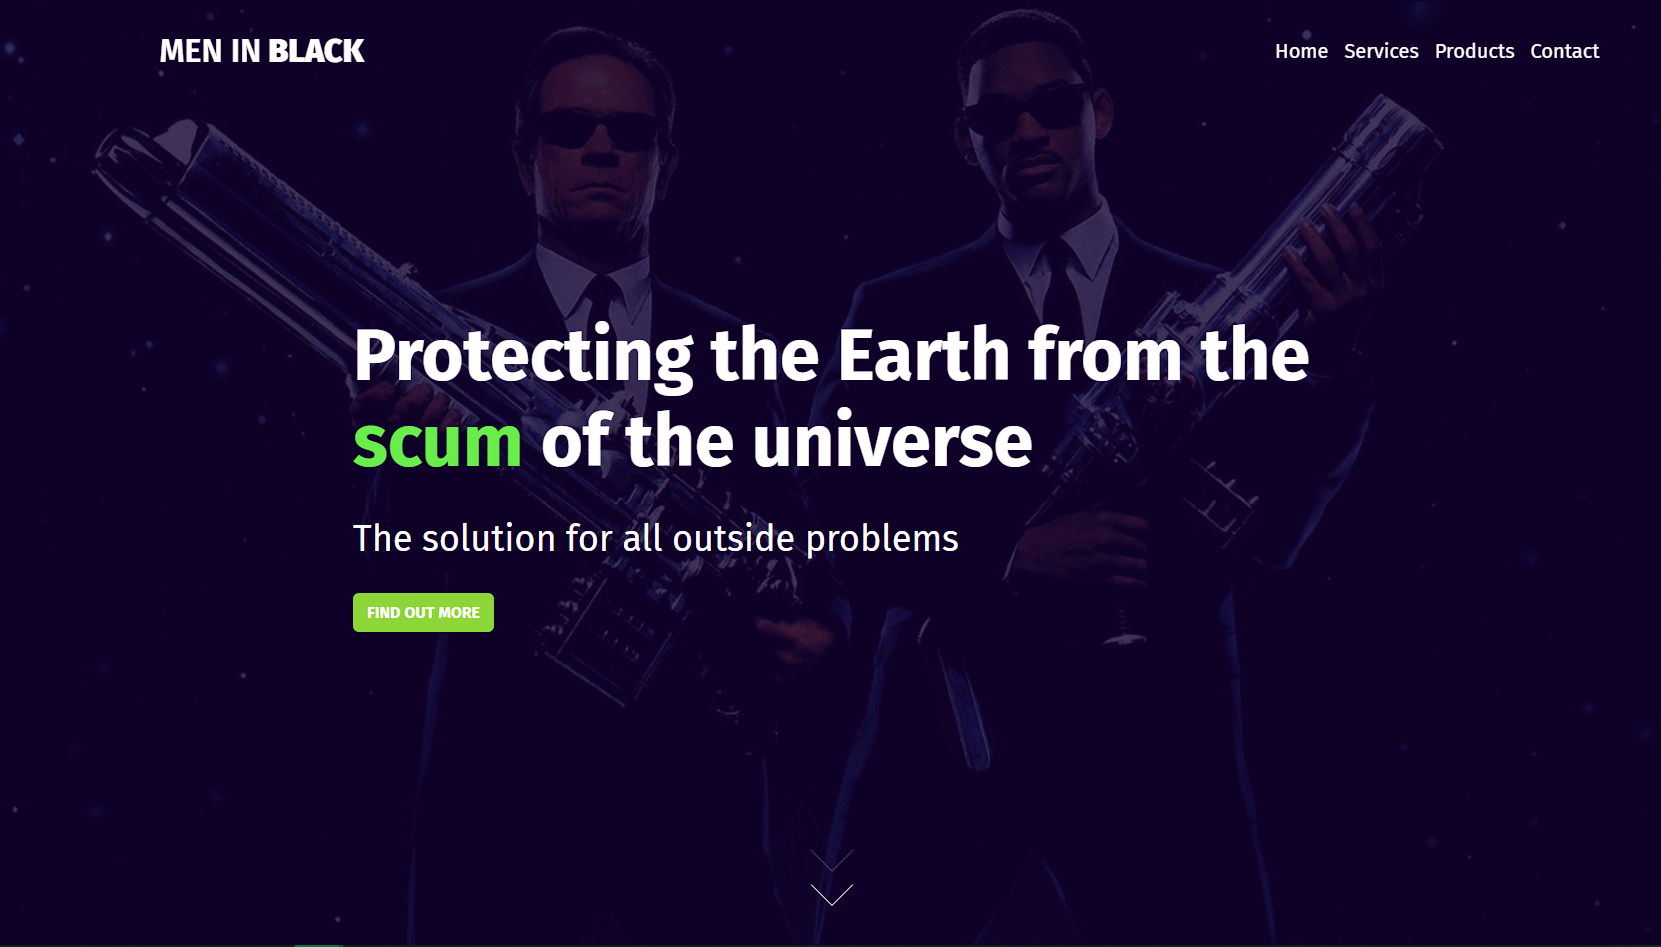 MEN IN BLACK
Home Services Products Contact
Protecting the Earth from the
scum of the universe
The solution for all outside problems
FIND OUT MORE